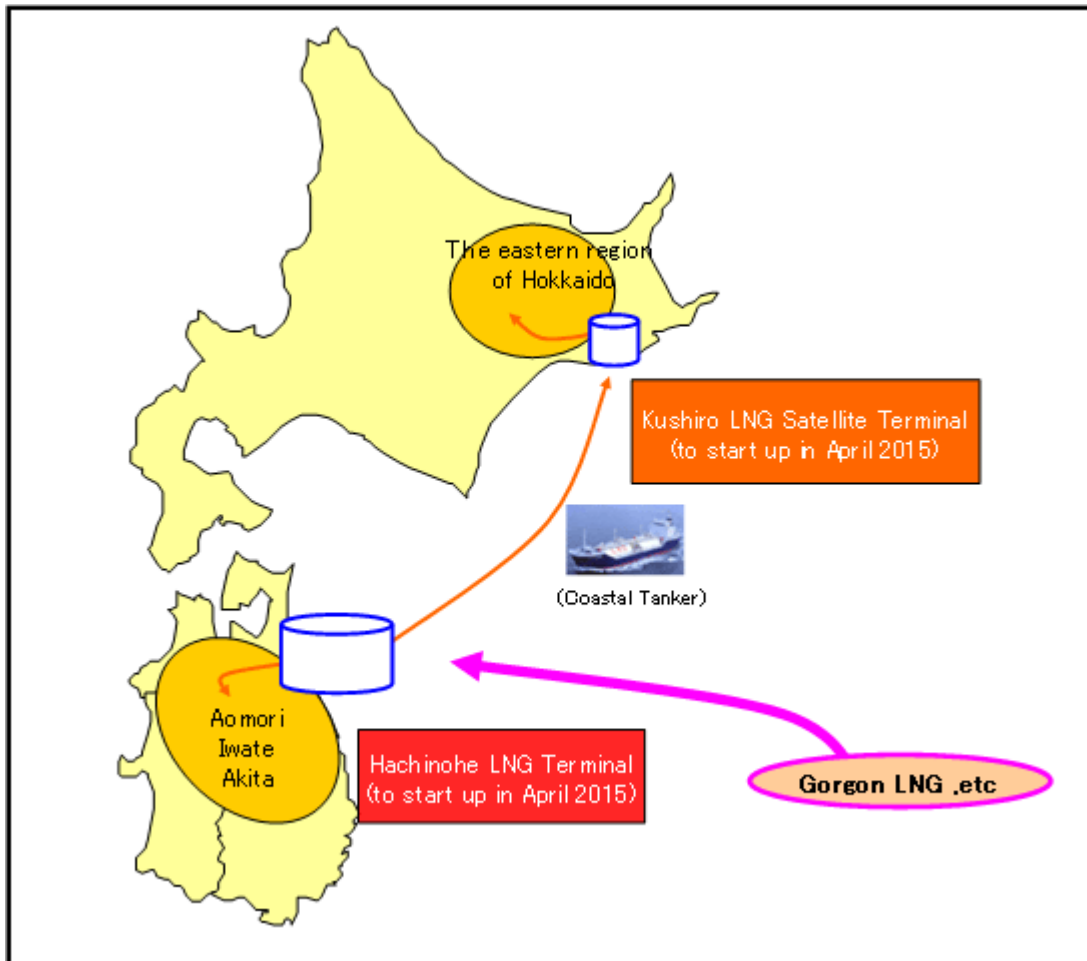 The eastern region
of Hokkaido
Kushiro LNG Satellite Terminal
(to start up in April 2015)
(Coastal Tanker)
Aomori
Iwate
Akita
Hachinohe LNG Terminal
(to start up in April 2015)
Gorgon LNG ,etc